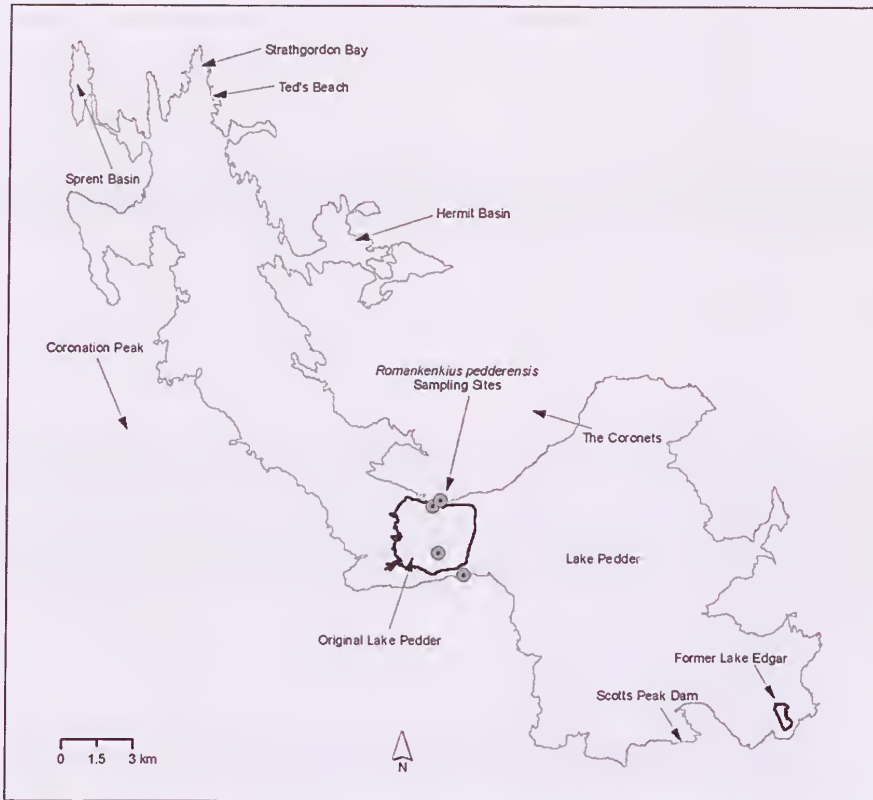 Strathgordon Bay
Ted's Beach
Sprent Basin
Hermit Basin
Coronation Peak
Romankenkius pedderensis
Sampling Sites
The Coronets
Lake Pedder
Original Lake Pedder
Former Lake Edgar
Scotts Peak Dam
0 1.5 3 km
N